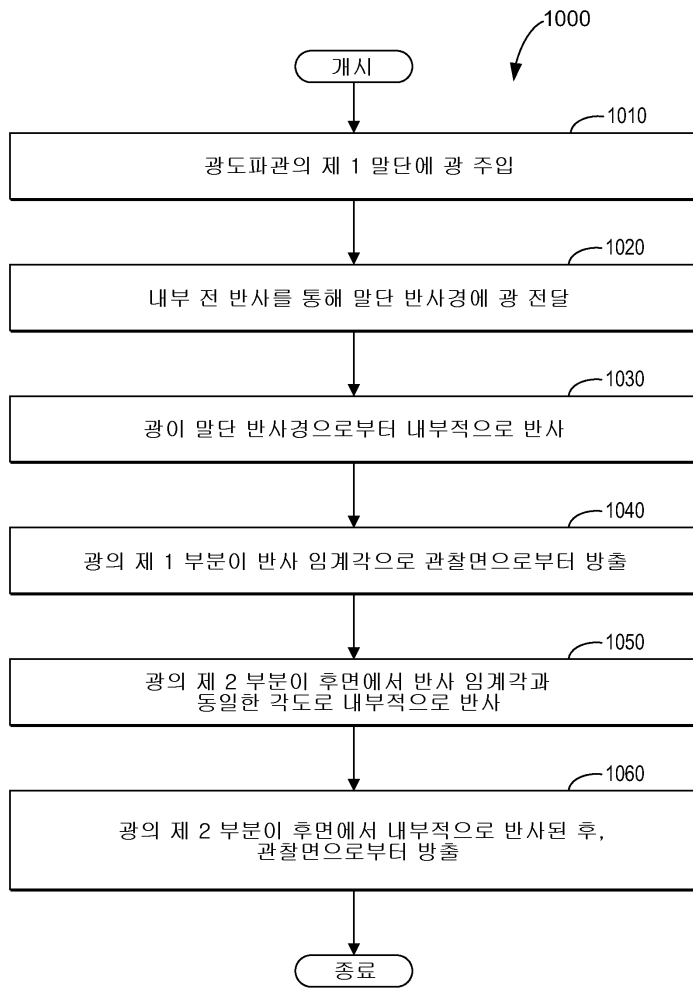 1000
개시
1010
광도파관의 제 1 말단에 광 주입
1020
내부 전 반사를 통해 말단 반사경에 광 전달
1030
광이 말단 반사경으로부터 내부적으로 반사
1040
광의 제 1 부분이 반사 임계각으로 관찰면으로부터 방출
1050
광의 제 2 부분이 후면에서 반사 임계각과
동일한 각도로 내부적으로 반사
1060
광의 제 2 부분이 후면에서 내부적으로 반사된 후,
관찰면으로부터 방출
종료